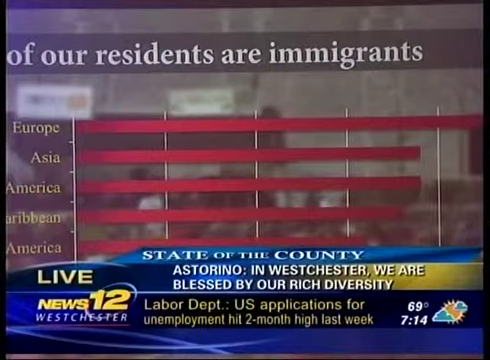 of our residents are immigrants
Europe
Asia
America
aribbean
America
STATE OF THE COUNTY
LIVE
ASTORINO: IN WESTCHESTER, WE ARE
BLESSED BY OUR RICH DIVERSITY
NEWS 12
WESTCHESTER
Labor Dept.: US applications for
unemployment hit 2-month high last week
69°
7:14